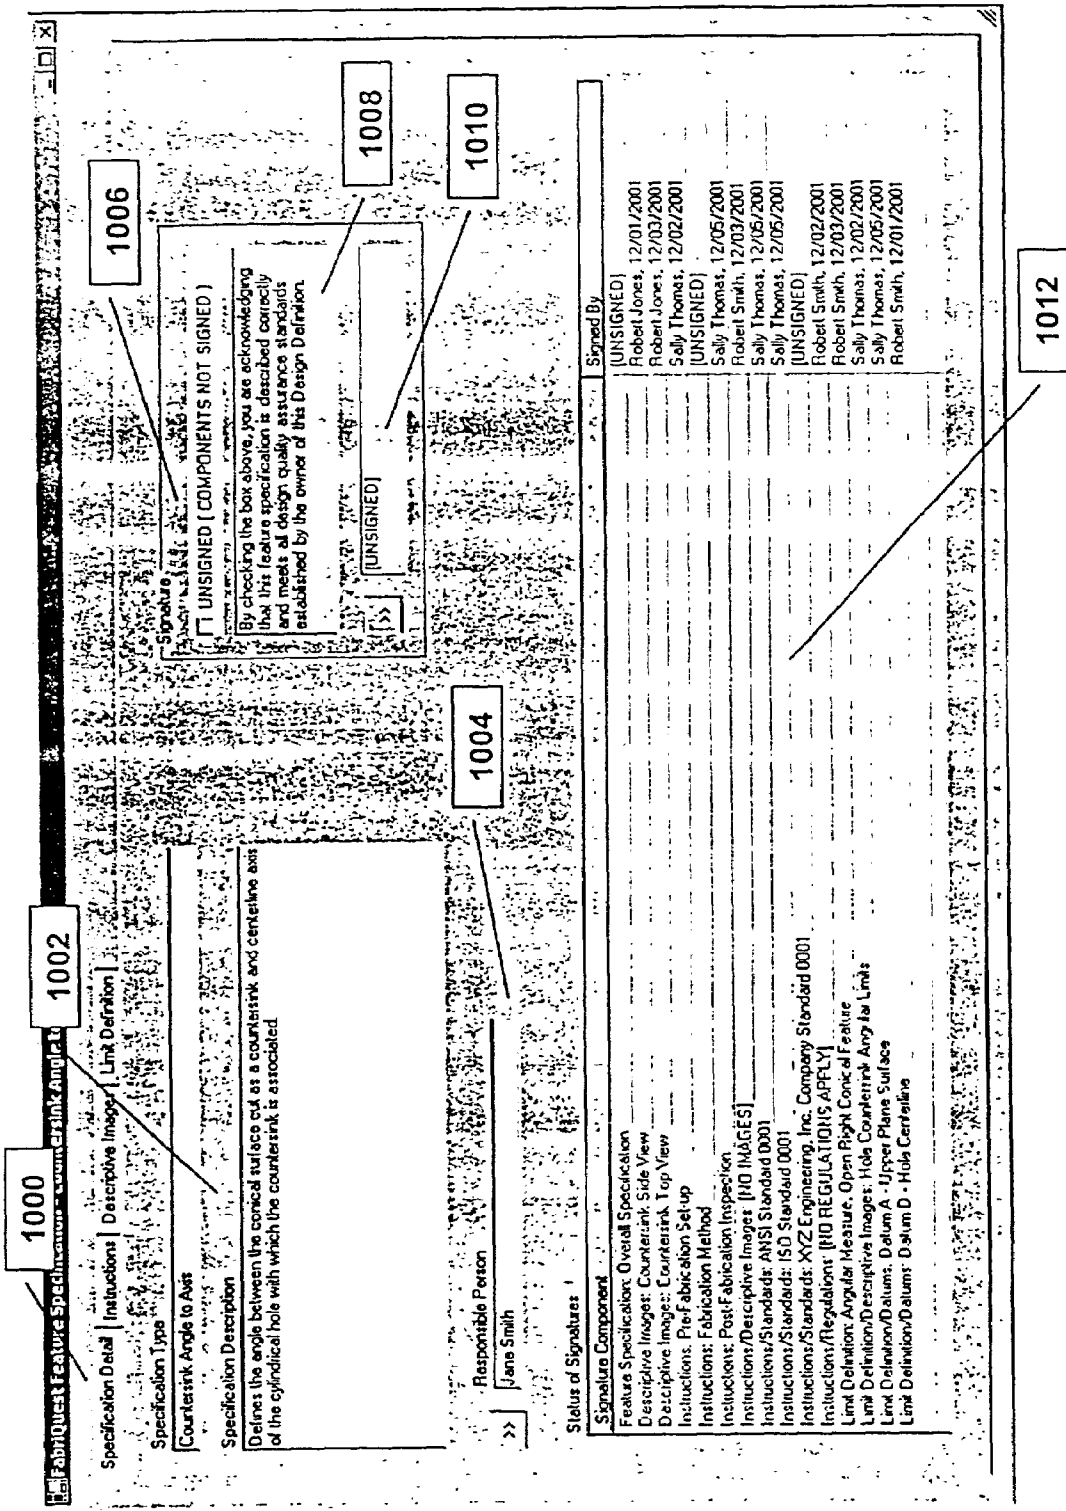 FabriQuest Feature Specification - Countersink Angle to
1000
1002
Specification Detail | Instructions | Descriptive Images | Limit Definition
Specification Type
Countersink Angle to Axis
Specification Description
Defines the angle between the conical surface cut as a countersink and centerline axis
of the cylindrical hole with which the countersink is associated.
Responsible Person
>> Jane Smith
1004
Signature
1006
UNSIGNED [ COMPONENTS NOT SIGNED ]
By checking the box above, you are acknowledging
that this feature specification is described correctly
and meets all design quality assurance standards
established by the owner of this Design Definition.
1008
>> [UNSIGNED]
1010
Status of Signatures
Signature Component Signed By
Feature Specification: Overall Specification [UNSIGNED]
Descriptive Images: Countersink Side View Robert Jones, 12/01/2001
Descriptive Images: Countersink Top View Robert Jones, 12/03/2001
Instructions: Pre-Fabrication Set-up Sally Thomas, 12/02/2001
Instructions: Fabrication Method [UNSIGNED]
Instructions: Post-Fabrication Inspection Sally Thomas, 12/05/2001
Instructions/Descriptive Images: [NO IMAGES] Robert Smith, 12/03/2001
Instructions/Standards: ANSI Standard 0001 Sally Thomas, 12/05/2001
Instructions/Standards: ISO Standard 0001 Sally Thomas, 12/05/2001
Instructions/Standards: XYZ Engineering, Inc. Company Standard 0001 [UNSIGNED]
Instructions/Regulations: [NO REGULATIONS APPLY] Robert Smith, 12/02/2001
Limit Definition: Angular Measure, Open Right Conical Feature Robert Smith, 12/03/2001
Limit Definition/Descriptive Images: Hole Countersink Angular Limits Sally Thomas, 12/02/2001
Limit Definition/Datums: Datum A - Upper Plane Surface Sally Thomas, 12/05/2001
Limit Definition/Datums: Datum D - Hole Centerline Robert Smith, 12/01/2001
1012